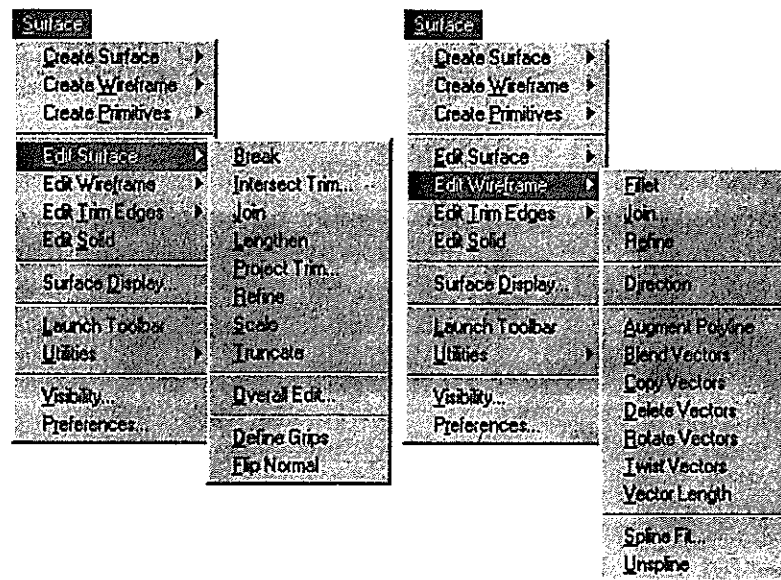 Surface
Create Surface
Create Wireframe
Create Primitives
Edit Surface
Edit Wireframe
Edit Trim Edges
Edit Solid
Surface Display...
Launch Toolbar
Utilities
Visibility...
Preferences...
Break
Intersect Trim...
Join
Lengthen
Project Trim...
Refine
Scale
Truncate
Overall Edit...
Define Grips
Flip Normal
Surface
Create Surface
Create Wireframe
Create Primitives
Edit Surface
Edit Wireframe
Edit Trim Edges
Edit Solid
Surface Display...
Launch Toolbar
Utilities
Visibility...
Preferences...
Fillet
Join...
Refine
Direction
Augment Polyline
Blend Vectors
Copy Vectors
Delete Vectors
Rotate Vectors
Twist Vectors
Vector Length
Spline Fit...
Unspline